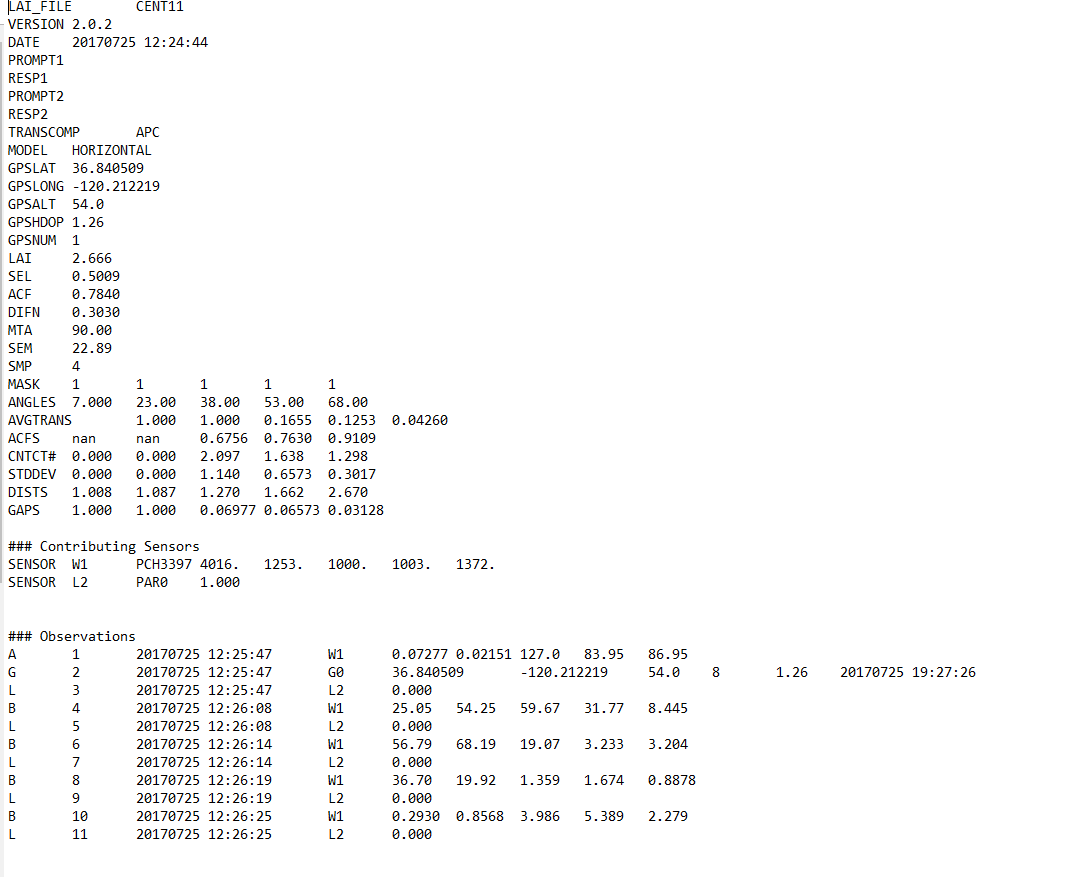 LAI_FILE CENT11
VERSION 2.0.2
DATE 20170725 12:24:44
PROMPT1
RESP1
PROMPT2
RESP2
TRANSCOMP APC
MODEL HORIZONTAL
GPSLAT 36.840509
GPSLONG -120.212219
GPSALT 54.0
GPSHDOP 1.26
GPSNUM 1
LAI 2.666
SEL 0.5009
ACF 0.7840
DIFN 0.3030
MTA 90.00
SEM 22.89
SMP 4
MASK 1 1 1 1 1
ANGLES 7.000 23.00 38.00 53.00 68.00
AVGTRANS 1.000 1.000 0.1655 0.1253 0.04260
ACFS nan nan 0.6756 0.7630 0.9109
CNTCT# 0.000 0.000 2.097 1.638 1.298
STDDEV 0.000 0.000 1.140 0.6573 0.3017
DISTS 1.008 1.087 1.270 1.662 2.670
GAPS 1.000 1.000 0.06977 0.06573 0.03128
### Contributing Sensors
SENSOR W1 PCH3397 4016. 1253. 1000. 1003. 1372.
SENSOR L2 PAR0 1.000
### Observations
A 1 20170725 12:25:47 W1 0.07277 0.02151 127.0 83.95 86.95
G 2 20170725 12:25:47 G0 36.840509 -120.212219 54.0 8 1.26 20170725 19:27:26
L 3 20170725 12:25:47 L2 0.000
B 4 20170725 12:26:08 W1 25.05 54.25 59.67 31.77 8.445
L 5 20170725 12:26:08 L2 0.000
B 6 20170725 12:26:14 W1 56.79 68.19 19.07 3.233 3.204
L 7 20170725 12:26:14 L2 0.000
B 8 20170725 12:26:19 W1 36.70 19.92 1.359 1.674 0.8878
L 9 20170725 12:26:19 L2 0.000
B 10 20170725 12:26:25 W1 0.2930 0.8568 3.986 5.389 2.279
L 11 20170725 12:26:25 L2 0.000